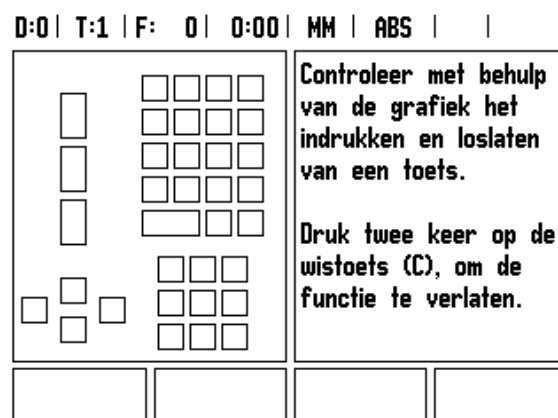 D:0| T:1 |F: 0| 0:00| MM | ABS | |
Controleer met behulp
van de grafiek het
indrukken en loslaten
van een toets.
Druk twee keer op de
wistoets (C), om de
functie te verlaten.